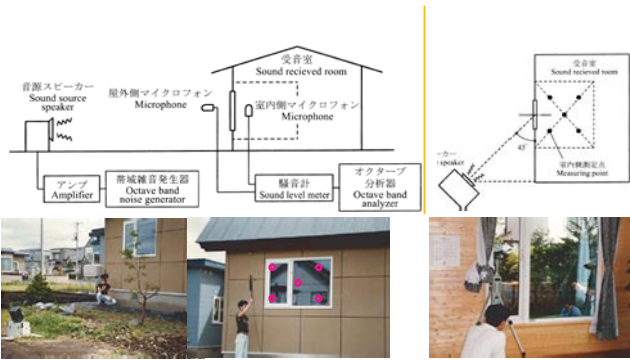 音源スピーカー
Sound source
speaker
屋外側マイクロフォン
Microphone
受音室
Sound recieved room
室内側マイクロフォン
Microphone
アンプ
Amplifier
帯域雑音発生器
Octave band
noise generator
騒音計
Sound level meter
オクターブ
分析器
Octave band
analyzer
受音室
Sound recieved room
45°
ーカー
speaker
室内側測定点
Measuring point